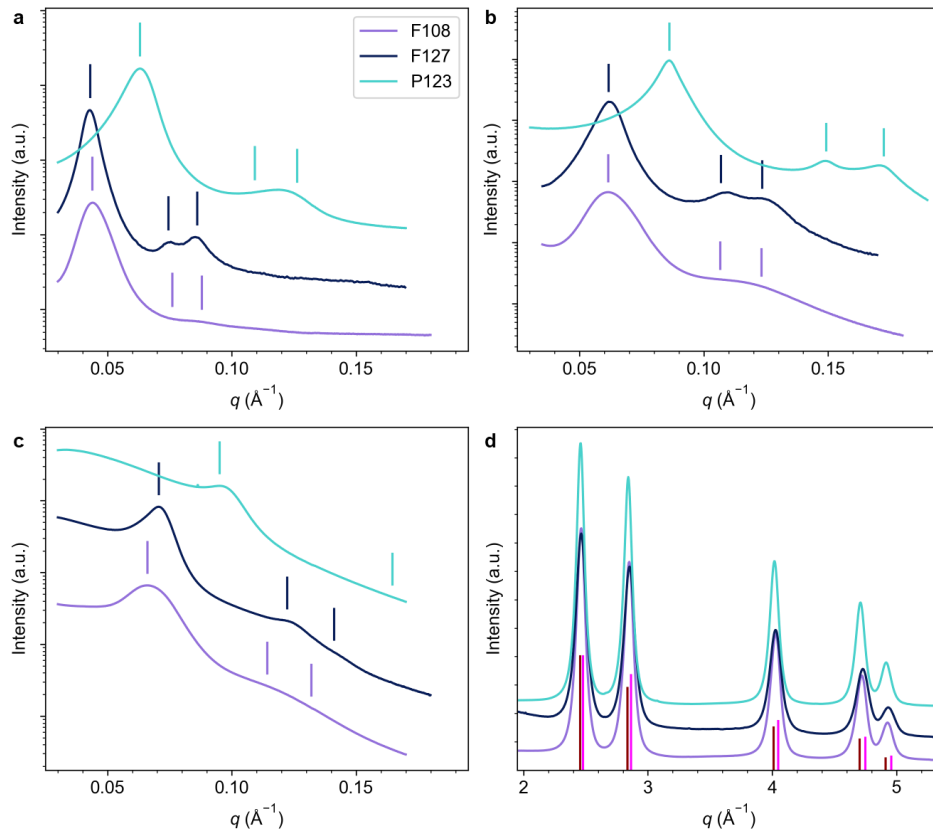 a
F108
F127
P123
Intensity (a.u.)
0.05 0.10 0.15
q (Å⁻¹)
b
Intensity (a.u.)
0.05 0.10 0.15
q (Å⁻¹)
c
Intensity (a.u.)
0.05 0.10 0.15
q (Å⁻¹)
d
Intensity (a.u.)
2 3 4 5
q (Å⁻¹)